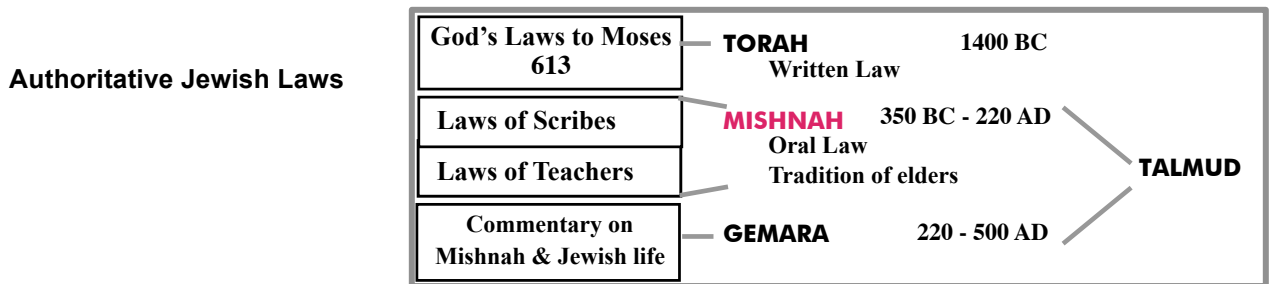 Authoritative Jewish Laws
God’s Laws to Moses
613
TORAH 1400 BC
Written Law
Laws of Scribes
Laws of Teachers
MISHNAH 350 BC - 220 AD
Oral Law
Tradition of elders
Commentary on
Mishnah & Jewish life
GEMARA 220 - 500 AD
TALMUD